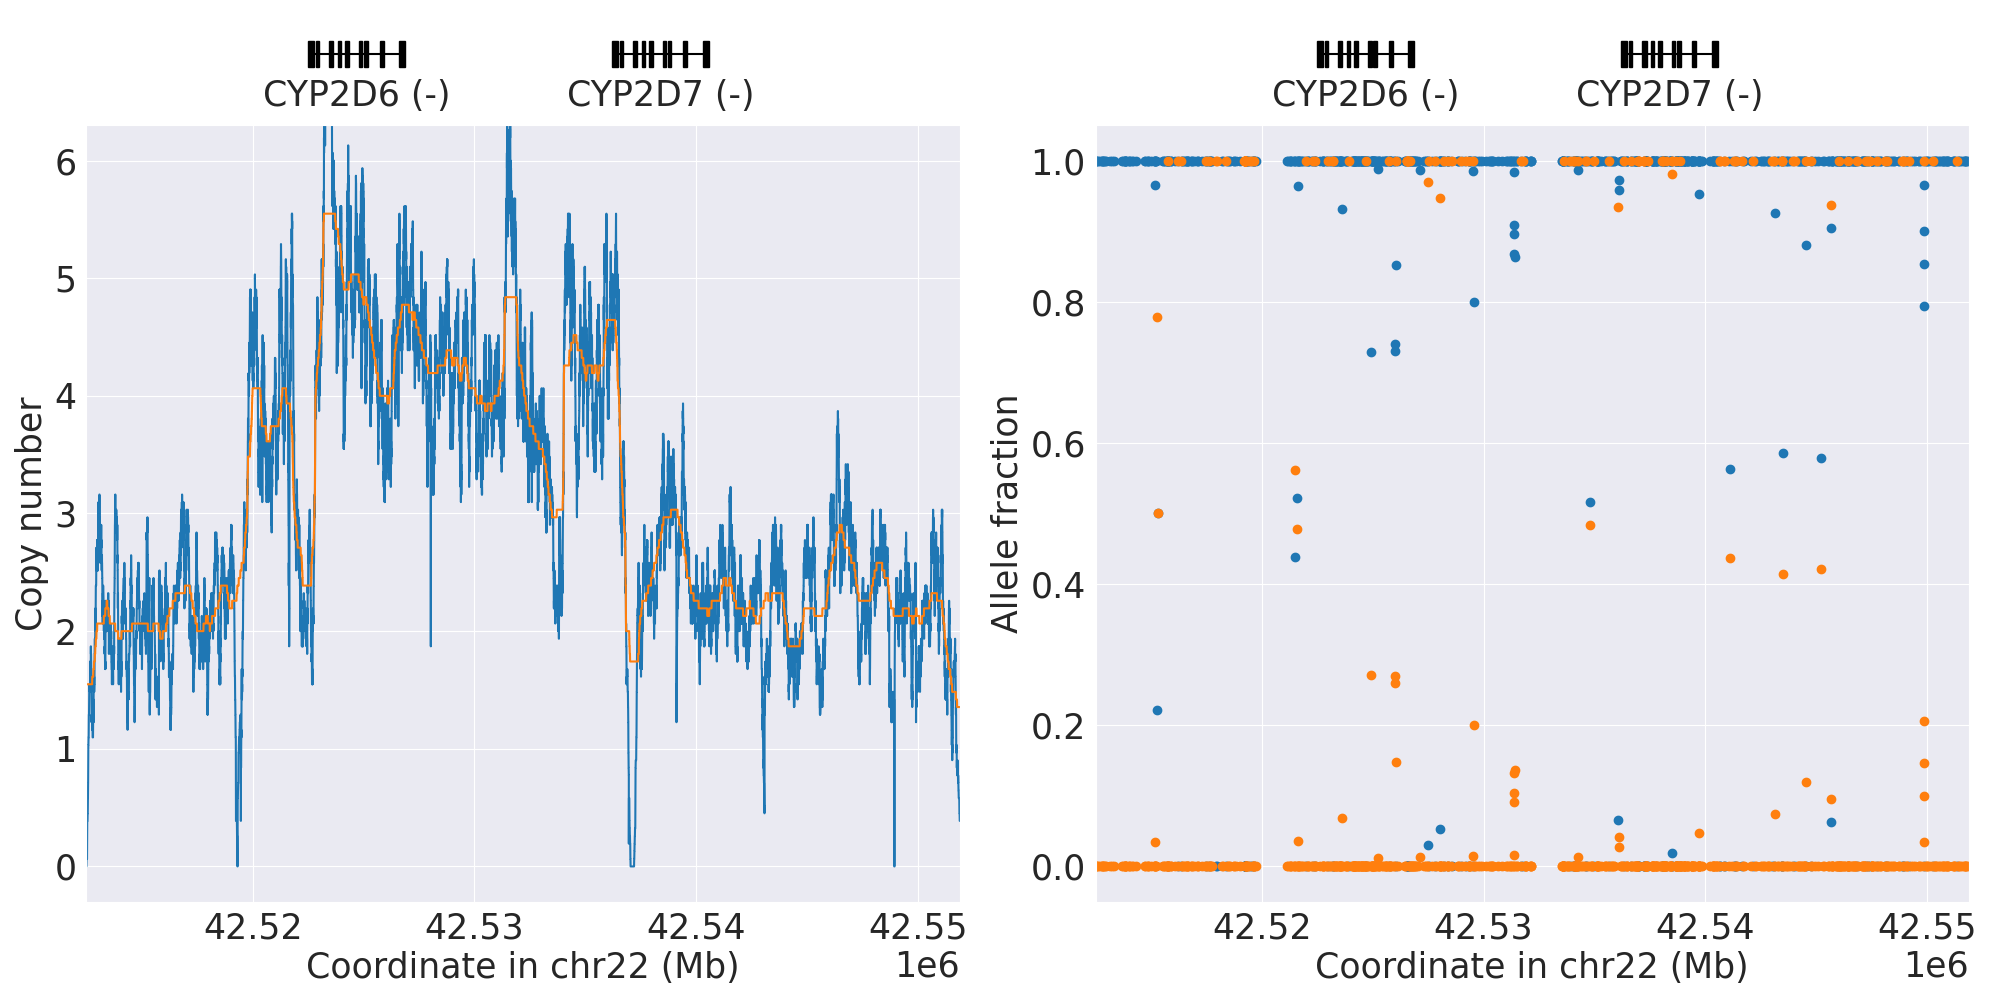 CYP2D6 (-) CYP2D7 (-)
6
5
4
3
2
1
0
Copy number
42.52 42.53 42.54 42.55
Coordinate in chr22 (Mb)
1e6
CYP2D6 (-) CYP2D7 (-)
1.0
0.8
0.6
0.4
0.2
0.0
Allele fraction
42.52 42.53 42.54 42.55
Coordinate in chr22 (Mb)
1e6